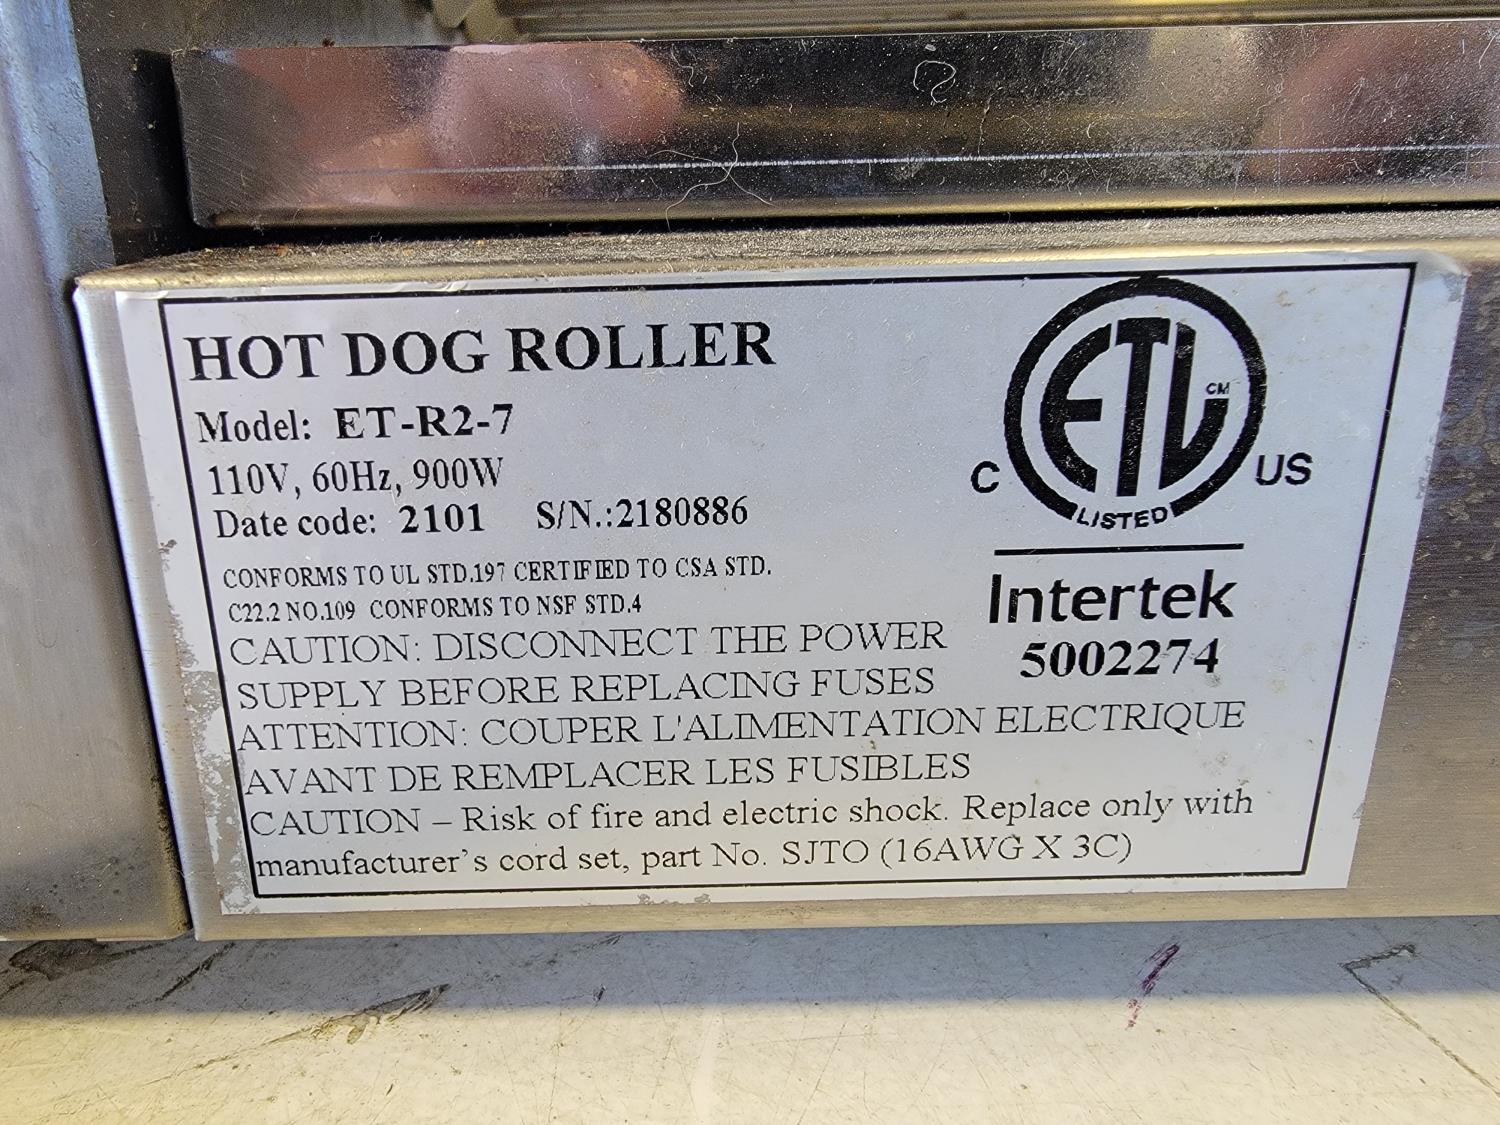 HOT DOG ROLLER
Model: ET-R2-7
110V, 60Hz, 900W
Date code: 2101 S/N.:2180886
CONFORMS TO UL STD.197 CERTIFIED TO CSA STD.
C22.2 NO.109 CONFORMS TO NSF STD.4
CAUTION: DISCONNECT THE POWER
SUPPLY BEFORE REPLACING FUSES
ATTENTION: COUPER L'ALIMENTATION ELECTRIQUE
AVANT DE REMPLACER LES FUSIBLES
CAUTION – Risk of fire and electric shock. Replace only with
manufacturer's cord set, part No. SJTO (16AWG X 3C)
ETL CM
C US
LISTED
Intertek
5002274